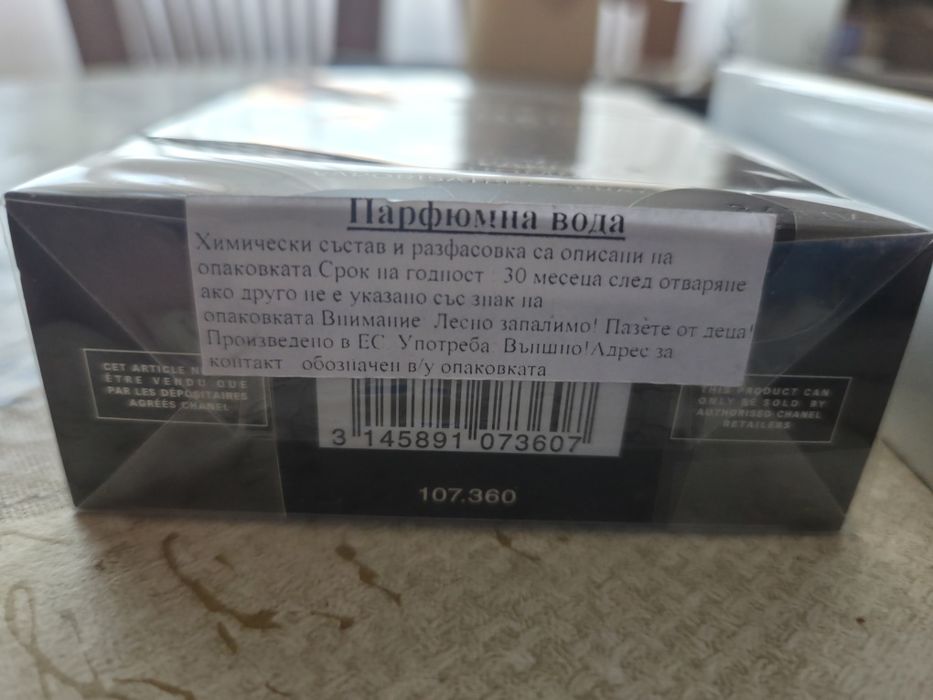 Парфюмна вода
Химически състав и разфасовка са описани на
опаковката Срок на годност : 30 месеца след отваряне
ако друго не е указано със знак на
опаковката.Внимание Лесно запалимо! Пазете от деца!
Произведено в ЕС. Употреба. Външно!Адрес за
контакт обозначен в/у опаковката
CET ARTICLE
ÊTRE VENDU QUE
PAR LES DÉPOSITAIRES
AGRÉÉS CHANEL
THIS PRODUCT CAN
ONLY BE SOLD BY
AUTHORISED CHANEL
RETAILERS
3 145891 073607
107.360